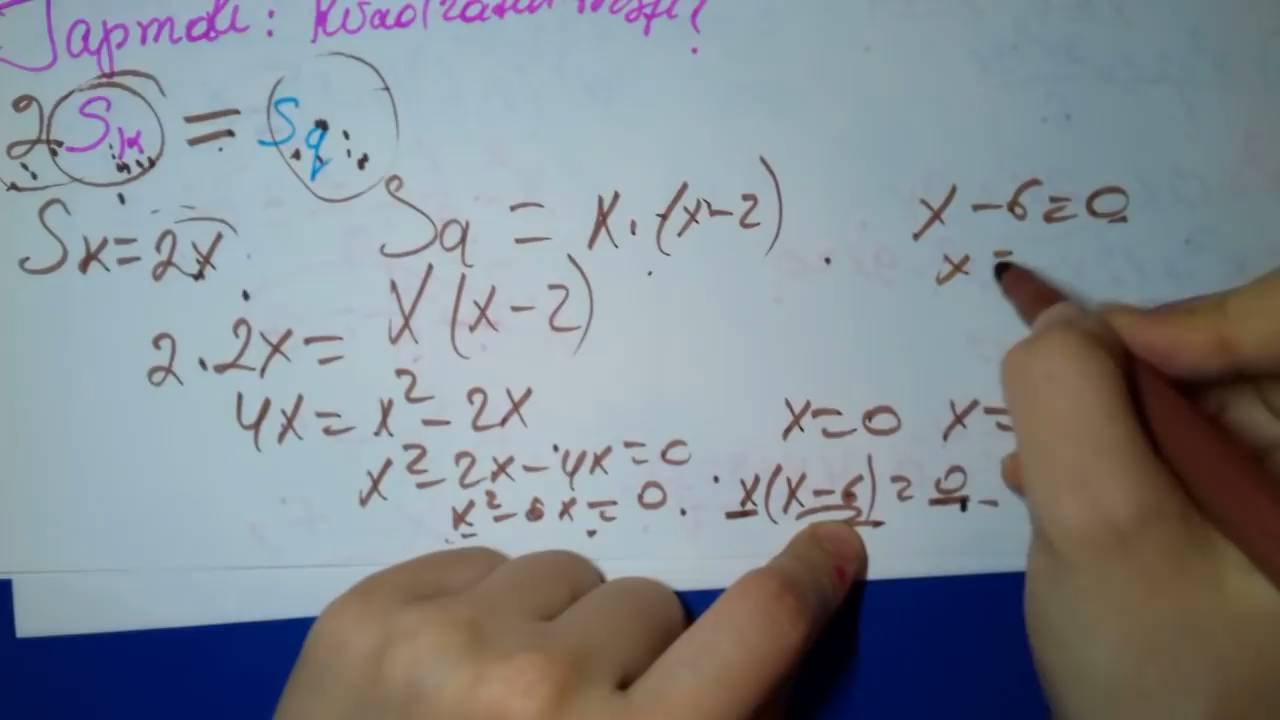 2Sк = Sq
Sк=2x
Sq = x·(x-2)
2·2x= x(x-2)
4x=x²-2x
x²-2x-4x=0
x²-6x=0.
x(x-6)=0
x=0 x=
x-6=0
x=